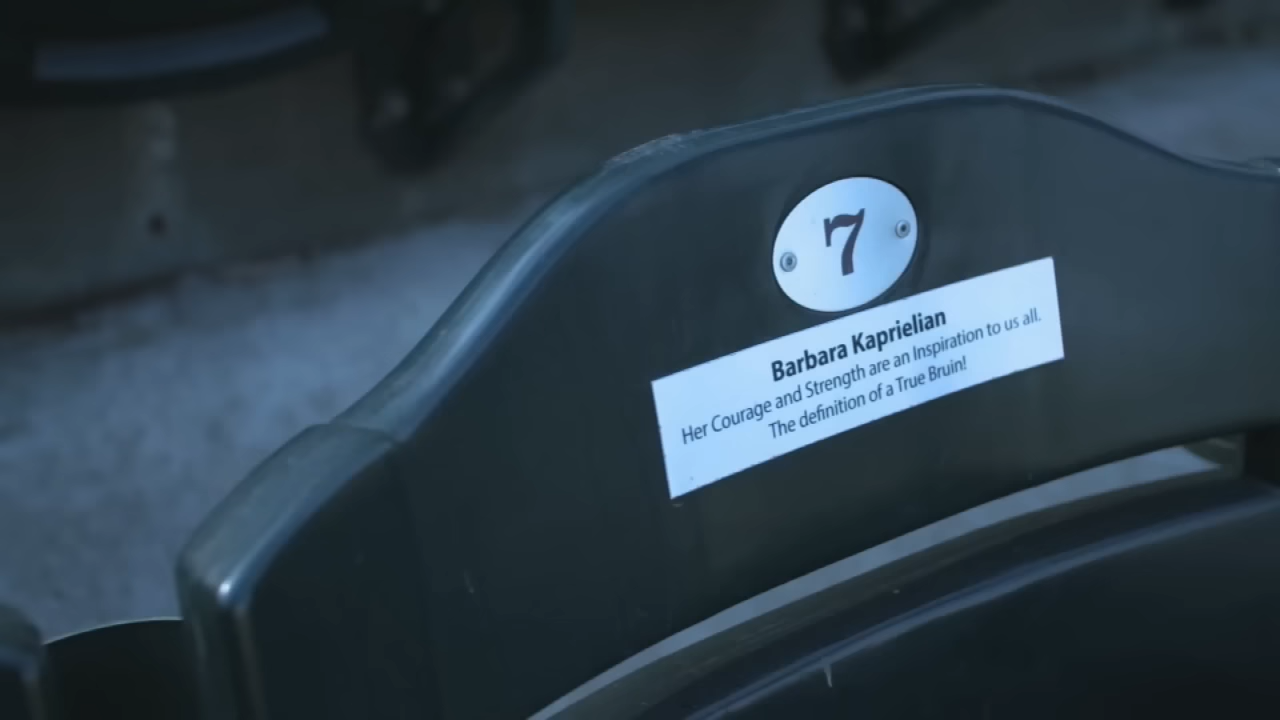 7
Barbara Kaprielian
Her Courage and Strength are an Inspiration to us all.
The definition of a True Bruin!